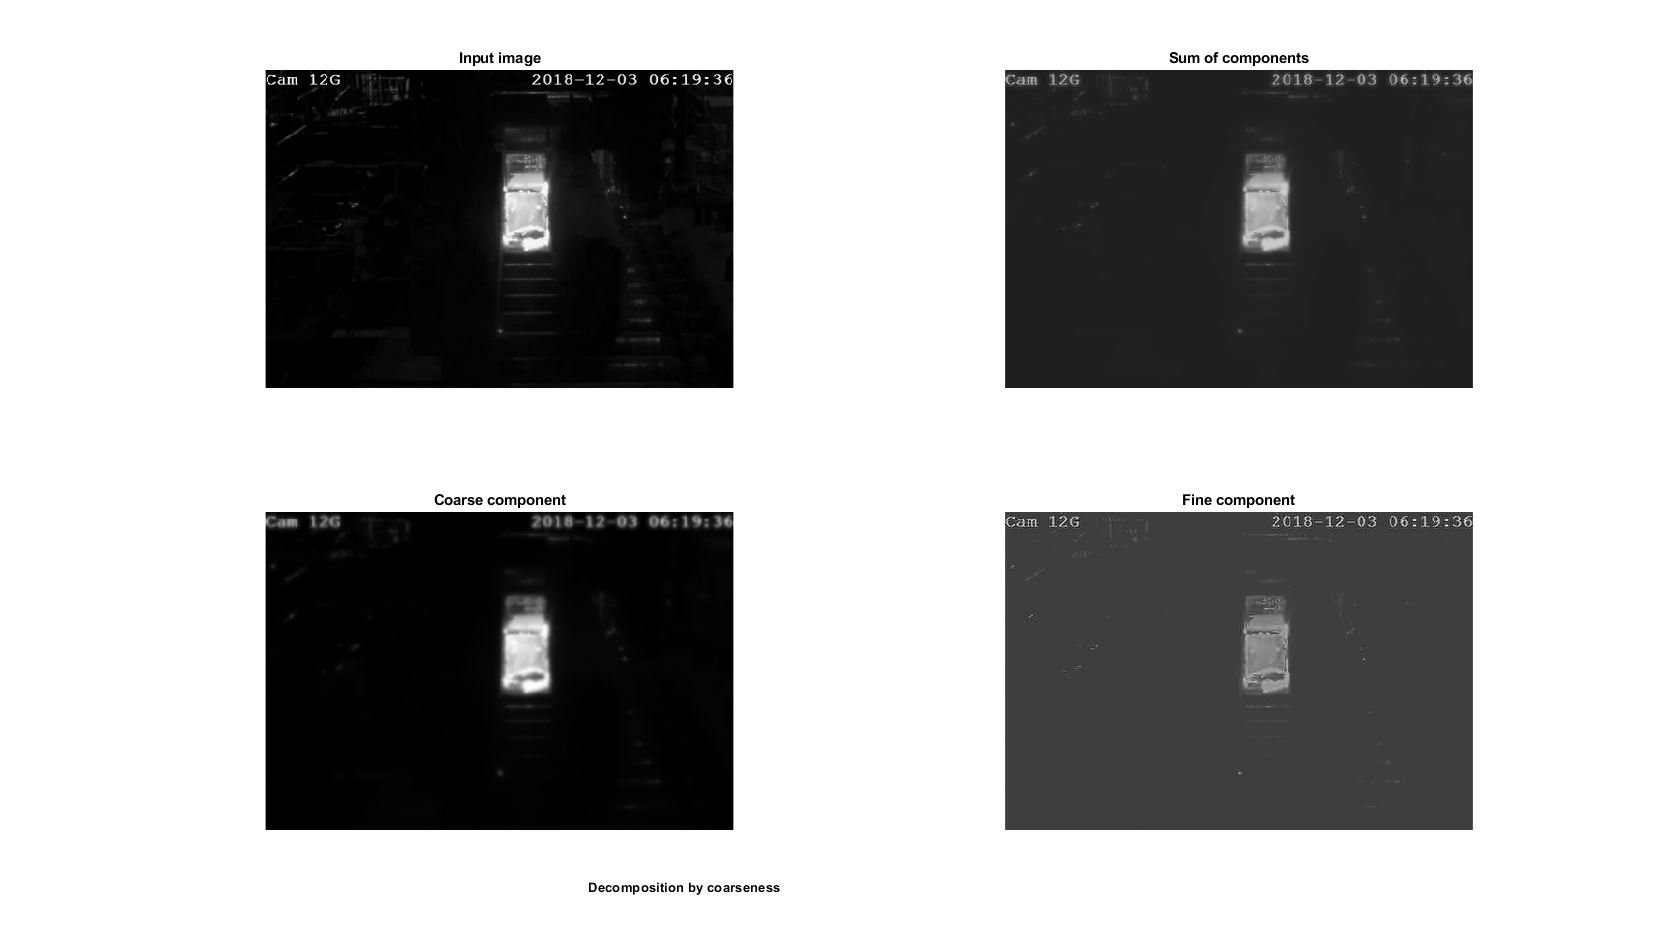 Input image
Cam 12G 2018-12-03 06:19:36
Sum of components
Cam 12G 2018-12-03 06:19:36
Coarse component
Cam 12G 2018-12-03 06:19:36
Fine component
Cam 12G 2018-12-03 06:19:36
Decomposition by coarseness